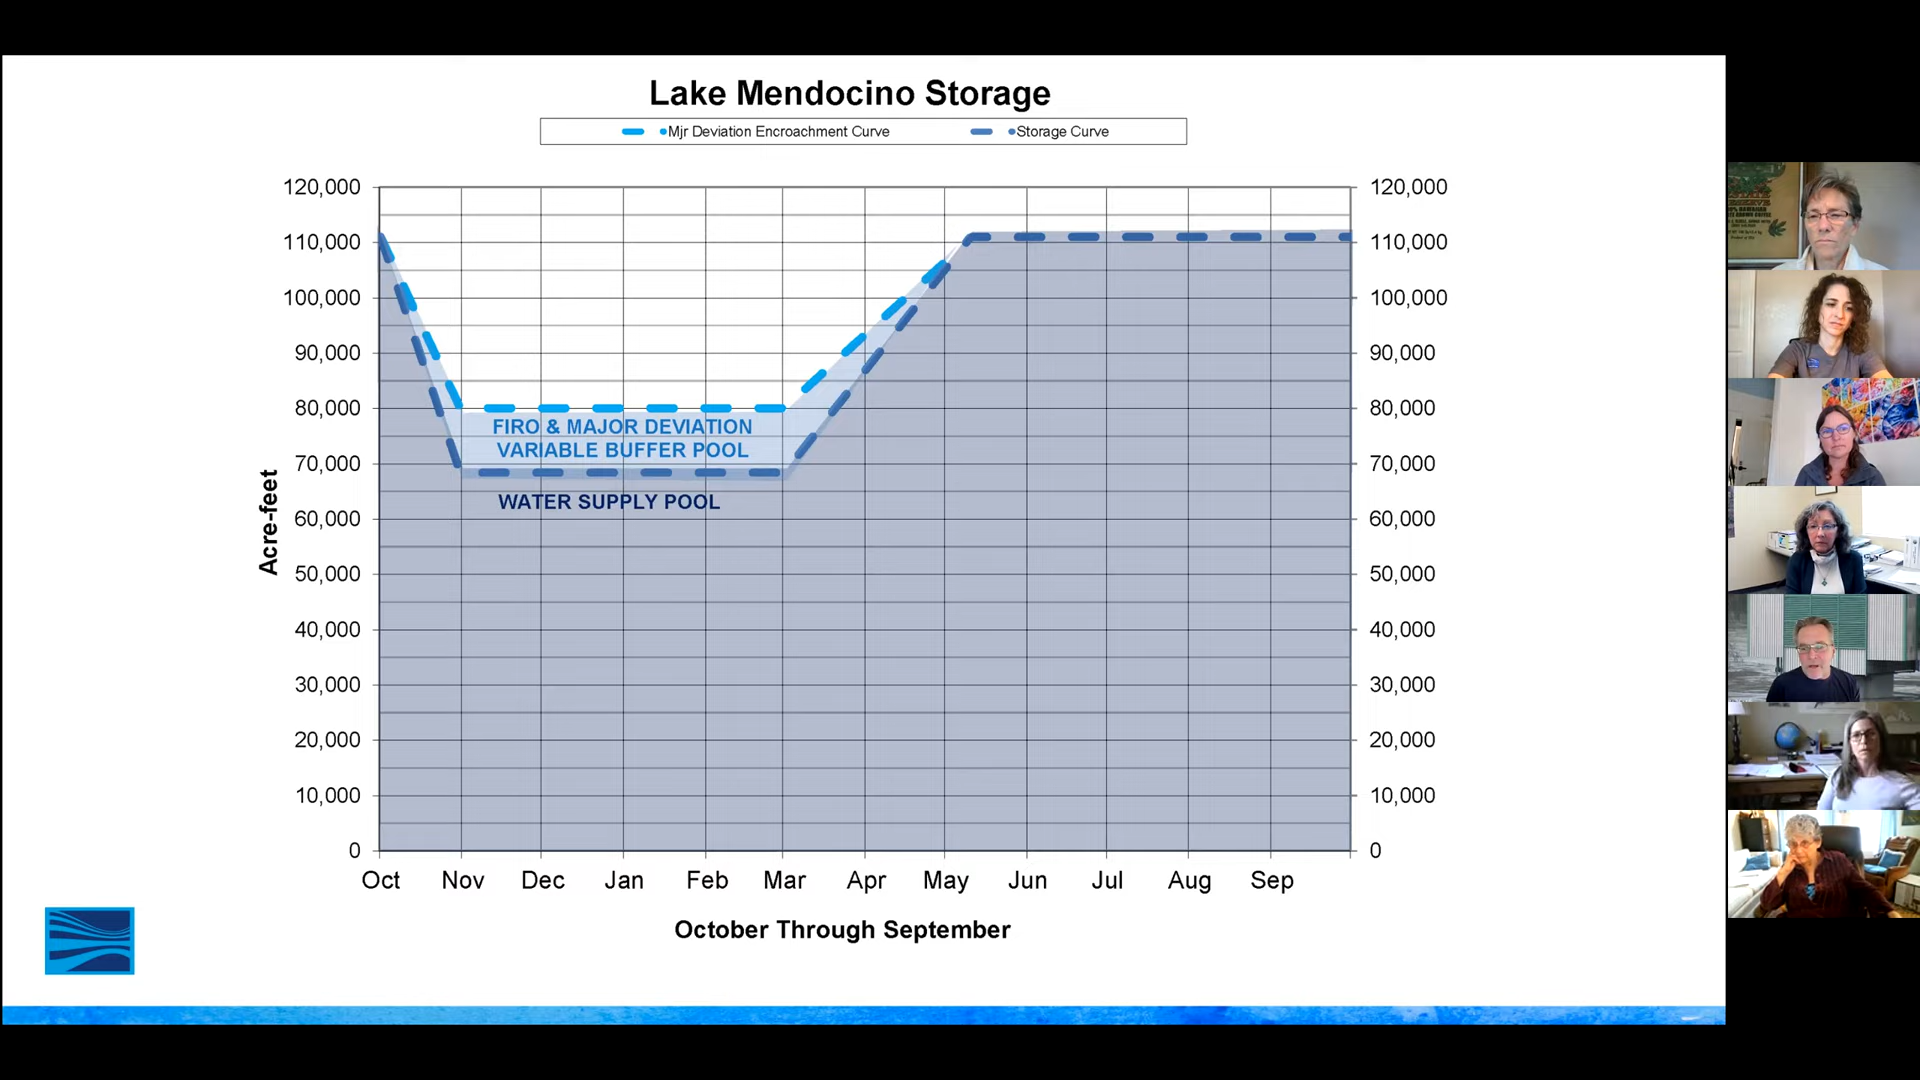 Lake Mendocino Storage
Mjr Deviation Encroachment Curve
Storage Curve
120,000
110,000
100,000
90,000
80,000
70,000
60,000
50,000
40,000
30,000
20,000
10,000
0
Acre-feet
FIRO & MAJOR DEVIATION
VARIABLE BUFFER POOL
WATER SUPPLY POOL
120,000
110,000
100,000
90,000
80,000
70,000
60,000
50,000
40,000
30,000
20,000
10,000
0
Oct Nov Dec Jan Feb Mar Apr May Jun Jul Aug Sep
October Through September